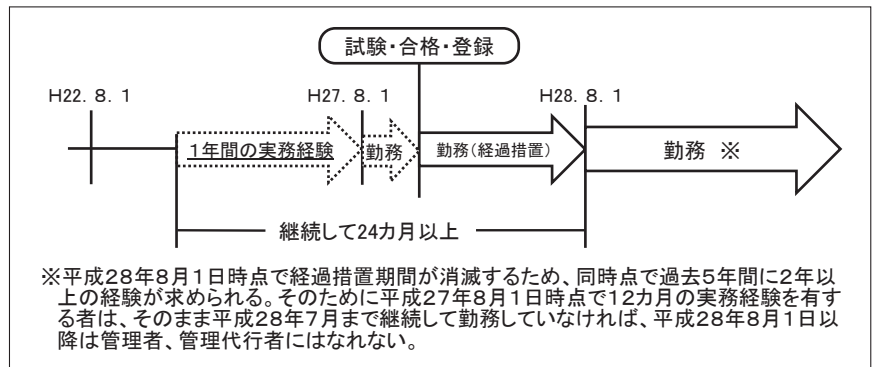 試験・合格・登録
H22. 8. 1
H27. 8. 1
H28. 8. 1
1年間の実務経験
勤務
勤務(経過措置)
勤務 ※
継続して24カ月以上
※平成28年8月1日時点で経過措置期間が消滅するため、同時点で過去5年間に2年以
上の経験が求められる。そのために平成27年8月1日時点で12カ月の実務経験を有す
る者は、そのまま平成28年7月まで継続して勤務していなければ、平成28年8月1日以
降は管理者、管理代行者にはなれない。